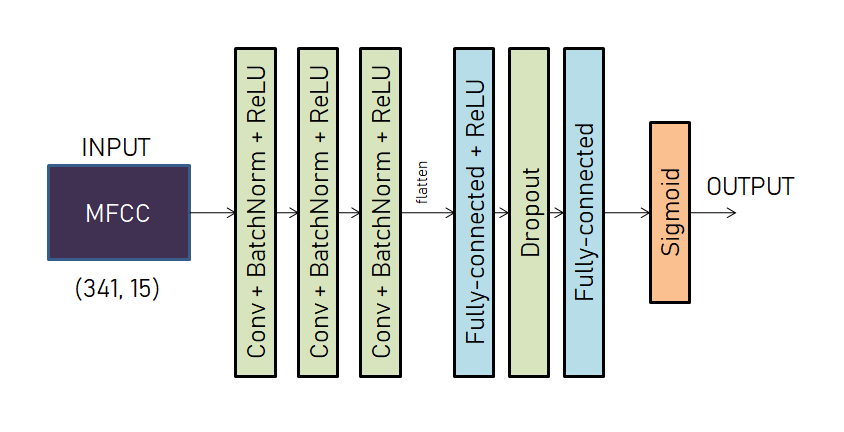 INPUT
MFCC
(341, 15)
Conv + BatchNorm + ReLU
Conv + BatchNorm + ReLU
Conv + BatchNorm + ReLU
flatten
Fully-connected + ReLU
Dropout
Fully-connected
Sigmoid
OUTPUT